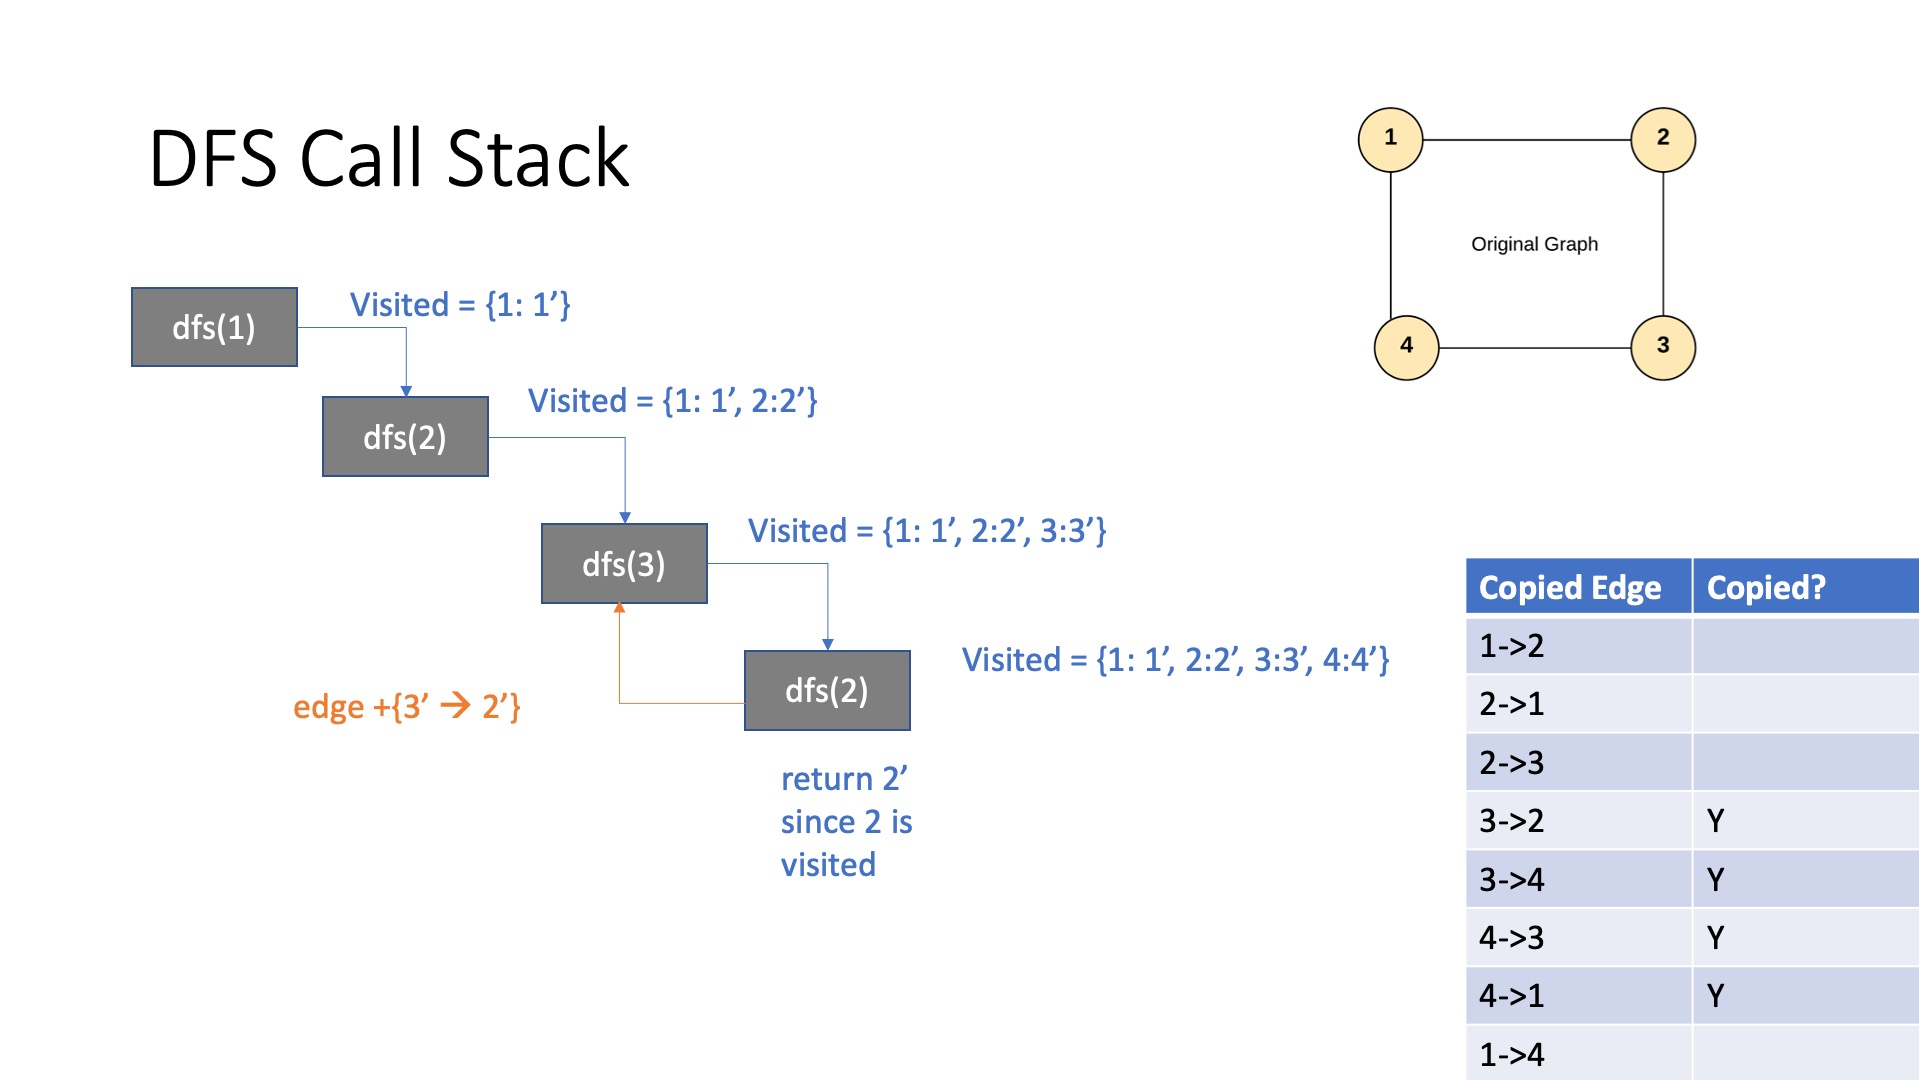 DFS Call Stack
1
2
Original Graph
4
3
dfs(1)
Visited = {1: 1’}
dfs(2)
Visited = {1: 1’, 2:2’}
dfs(3)
Visited = {1: 1’, 2:2’, 3:3’}
dfs(2)
Visited = {1: 1’, 2:2’, 3:3’, 4:4’}
edge +{3’ → 2’}
return 2’
since 2 is
visited
Copied Edge Copied?
1->2
2->1
2->3
3->2 Y
3->4 Y
4->3 Y
4->1 Y
1->4